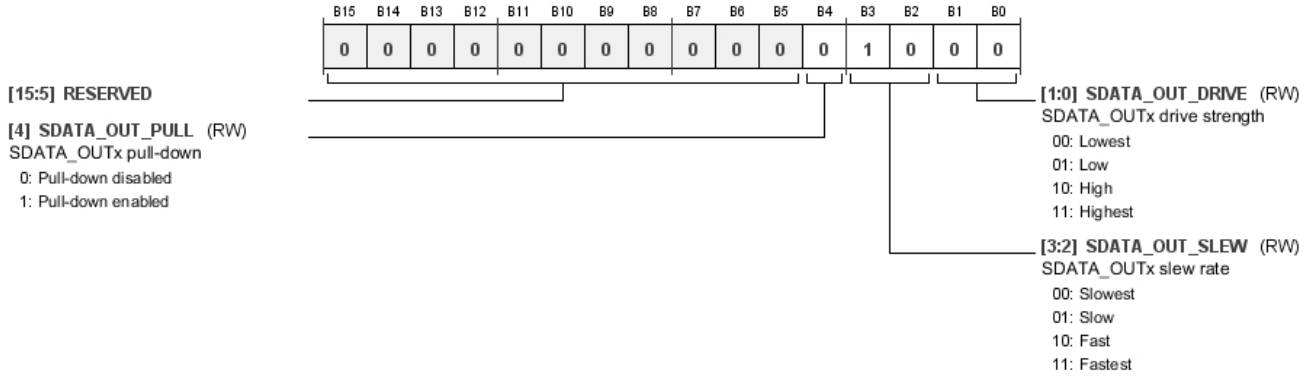 B15 B14 B13 B12 B11 B10 B9 B8 B7 B6 B5 B4 B3 B2 B1 B0
0 0 0 0 0 0 0 0 0 0 0 0 1 0 0 0
[15:5] RESERVED
[4] SDATA_OUT_PULL (RW)
SDATA_OUTx pull-down
0: Pull-down disabled
1: Pull-down enabled
[1:0] SDATA_OUT_DRIVE (RW)
SDATA_OUTx drive strength
00: Lowest
01: Low
10: High
11: Highest
[3:2] SDATA_OUT_SLEW (RW)
SDATA_OUTx slew rate
00: Slowest
01: Slow
10: Fast
11: Fastest